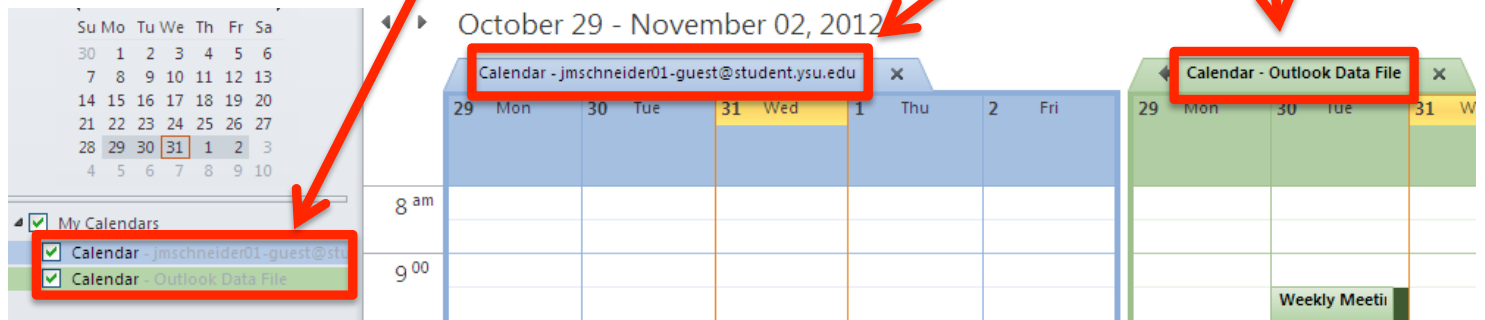 Su Mo Tu We Th Fr Sa
30 1 2 3 4 5 6
7 8 9 10 11 12 13
14 15 16 17 18 19 20
21 22 23 24 25 26 27
28 29 30 31 1 2 3
4 5 6 7 8 9 10
My Calendars
Calendar - jmschneider01-guest@stu
Calendar - Outlook Data File
October 29 - November 02, 2012
Calendar - jmschneider01-guest@student.ysu.edu
29 Mon 30 Tue 31 Wed 1 Thu 2 Fri
Calendar - Outlook Data File
29 Mon 30 Tue 31 W
8 am
9 00
Weekly Meetin